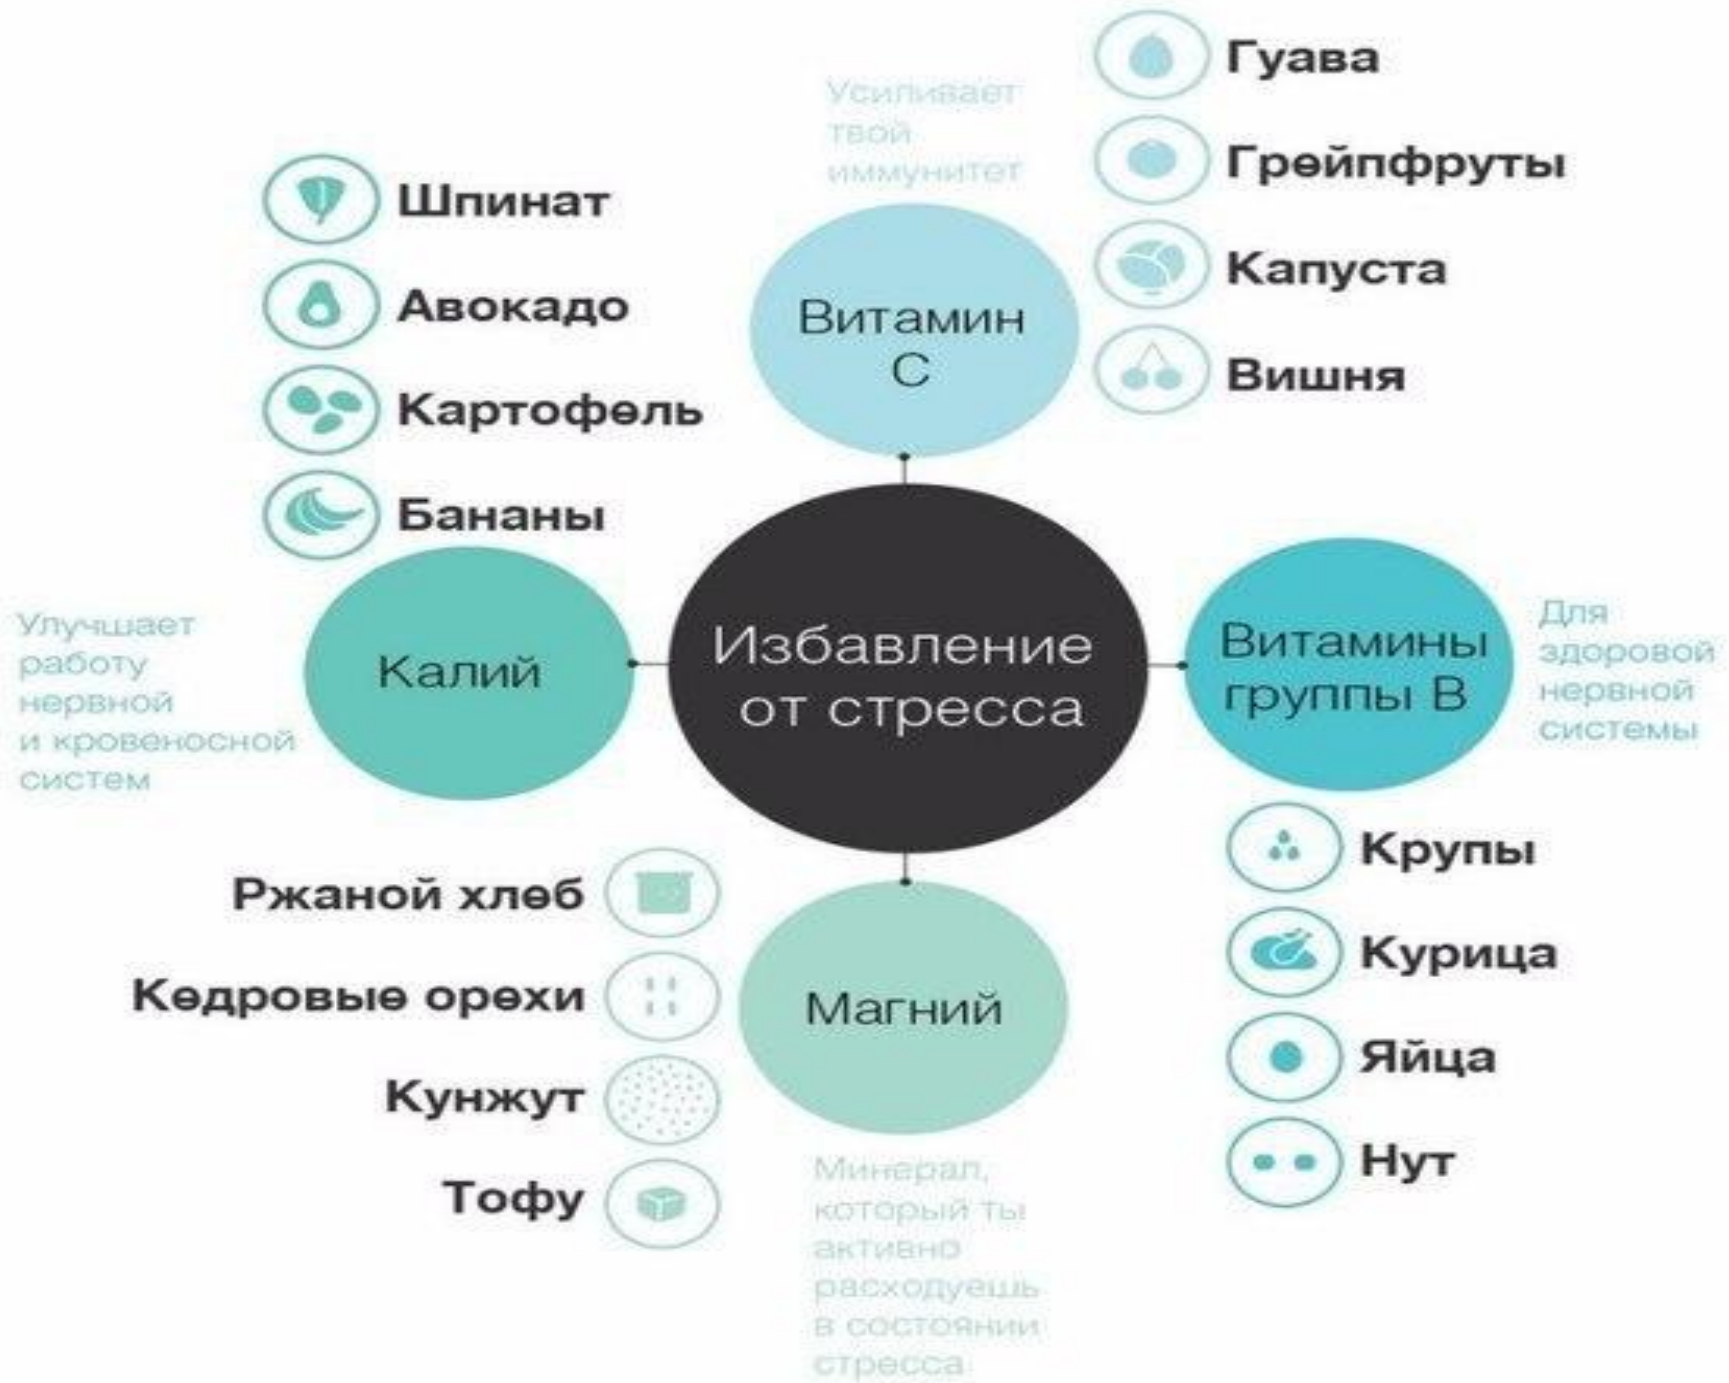 Усиливает
твой
иммунитет
Гуава
Грейпфруты
Капуста
Вишня
Витамин
С
Шпинат
Авокадо
Картофель
Бананы
Улучшает
работу
нервной
и кровеносной
систем
Калий
Избавление
от стресса
Витамины
группы В
Для
здоровой
нервной
системы
Ржаной хлеб
Кедровые орехи
Кунжут
Тофу
Магний
Минерал,
который ты
активно
расходуешь
в состоянии
стресса
Крупы
Курица
Яйца
Нут